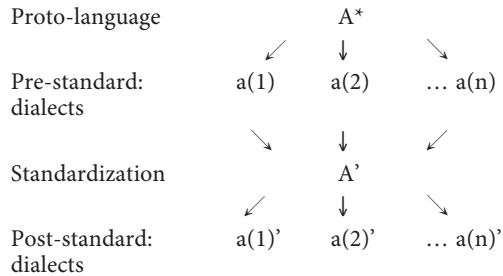 Proto-language A*
Pre-standard: a(1) a(2) … a(n)
dialects
Standardization A’
Post-standard: a(1)’ a(2)’ … a(n)’
dialects